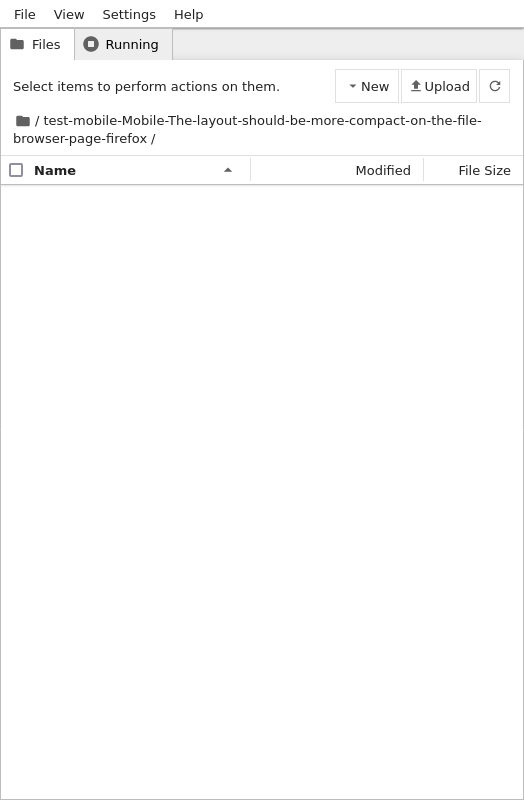 File View Settings Help
Files Running
Select items to perform actions on them. New Upload
/ test-mobile-Mobile-The-layout-should-be-more-compact-on-the-file-
browser-page-firefox /
Name Modified File Size